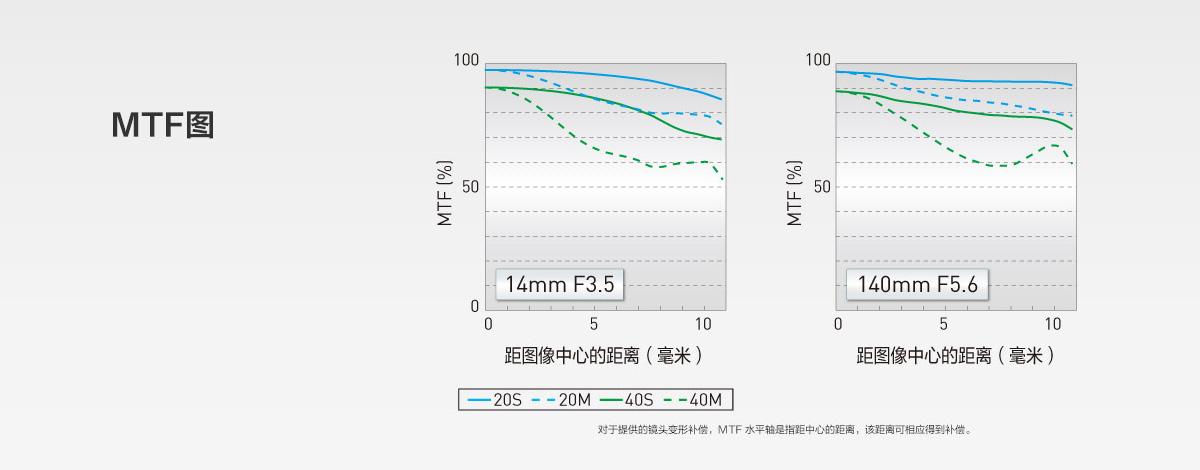 MTF图
100
50
0
MTF (%)
14mm F3.5
0 5 10
距图像中心的距离（毫米）
100
50
MTF (%)
140mm F5.6
0 5 10
距图像中心的距离（毫米）
20S 20M 40S 40M
对于提供的镜头变形补偿，MTF 水平轴是指距中心的距离，该距离可相应得到补偿。